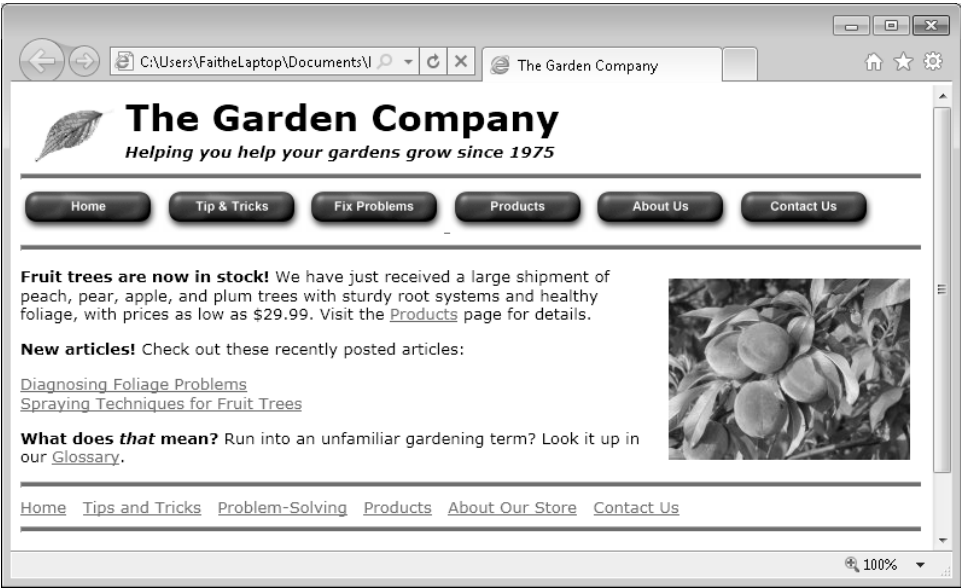 C:\Users\FaitheLaptop\Documents\l
The Garden Company
The Garden Company
Helping you help your gardens grow since 1975
Home Tip & Tricks Fix Problems Products About Us Contact Us
Fruit trees are now in stock! We have just received a large shipment of
peach, pear, apple, and plum trees with sturdy root systems and healthy
foliage, with prices as low as $29.99. Visit the Products page for details.
New articles! Check out these recently posted articles:
Diagnosing Foliage Problems
Spraying Techniques for Fruit Trees
What does that mean? Run into an unfamiliar gardening term? Look it up in
our Glossary.
Home Tips and Tricks Problem-Solving Products About Our Store Contact Us
100%